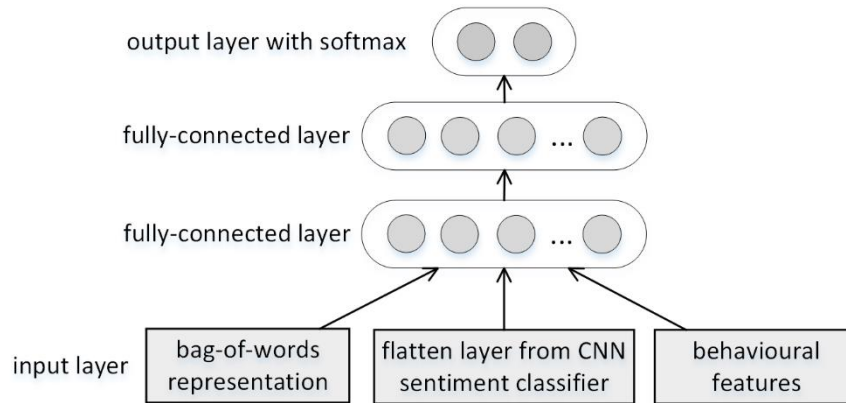 output layer with softmax
fully-connected layer
...
fully-connected layer
...
input layer
bag-of-words
representation
flatten layer from CNN
sentiment classifier
behavioural
features